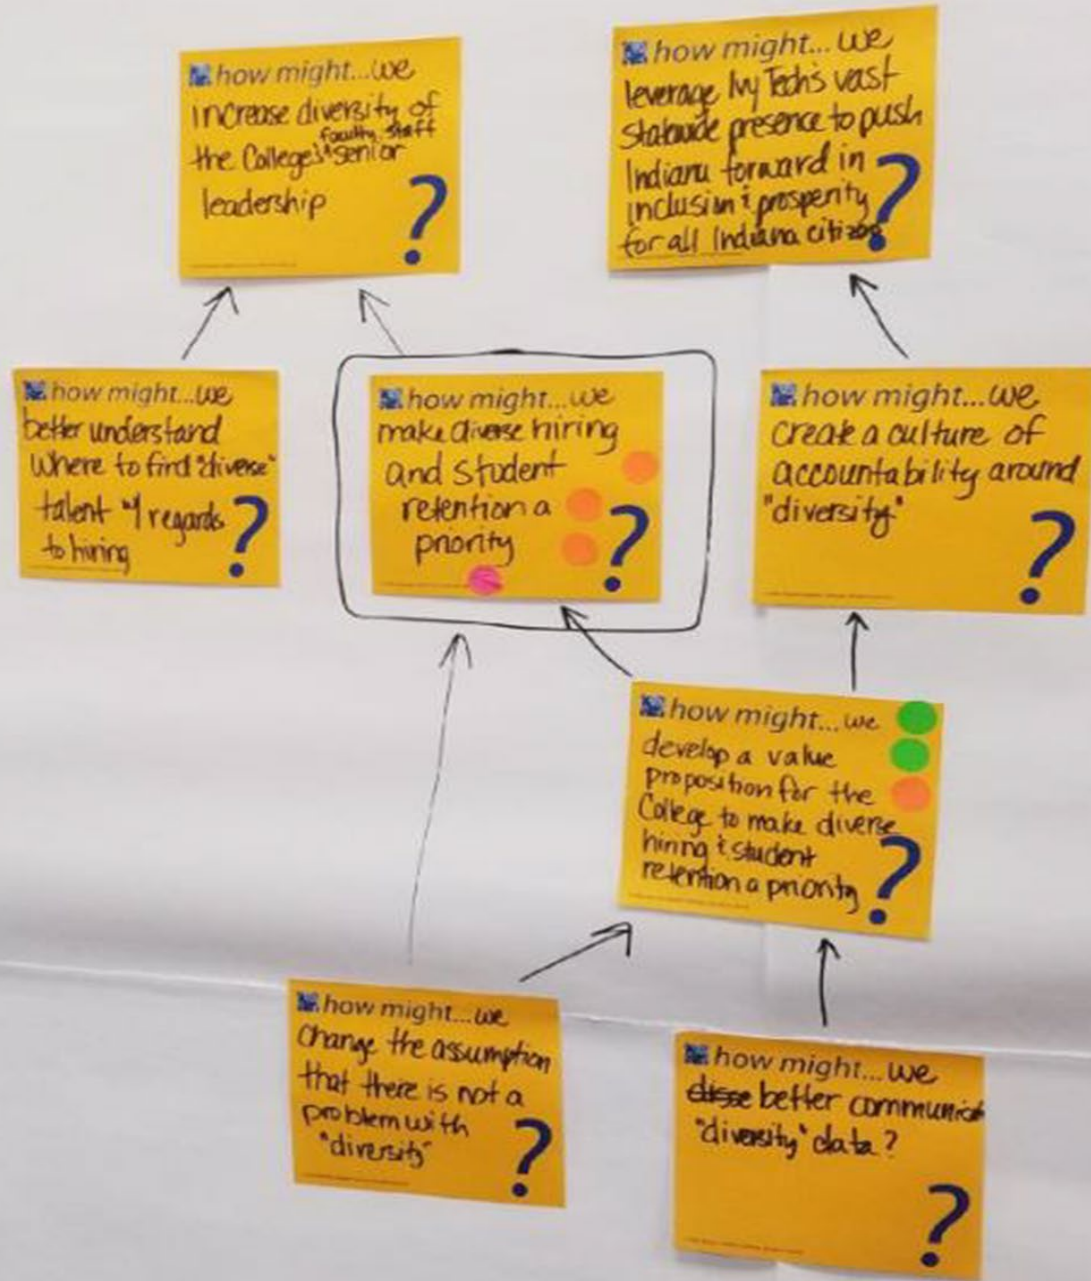 how might...we
increase diversity of
faculty, staff
the College's senior
leadership
?
how might...we
leverage Ivy Tech's vast
statewide presence to push
Indiana forward in
inclusion & prosperity
for all Indiana citizens
?
how might...we
better understand
where to find "diverse"
talent regards
to hiring
?
how might...we
make diverse hiring
and student
retention a
priority
?
how might...we
create a culture of
accountability around
"diversity"
?
how might...we
develop a value
proposition for the
College to make diverse
hiring & student
retention a priority
?
how might...we
change the assumption
that there is not a
problem with
"diversity"
?
how might...we
better communicat
"diversity" data?
?